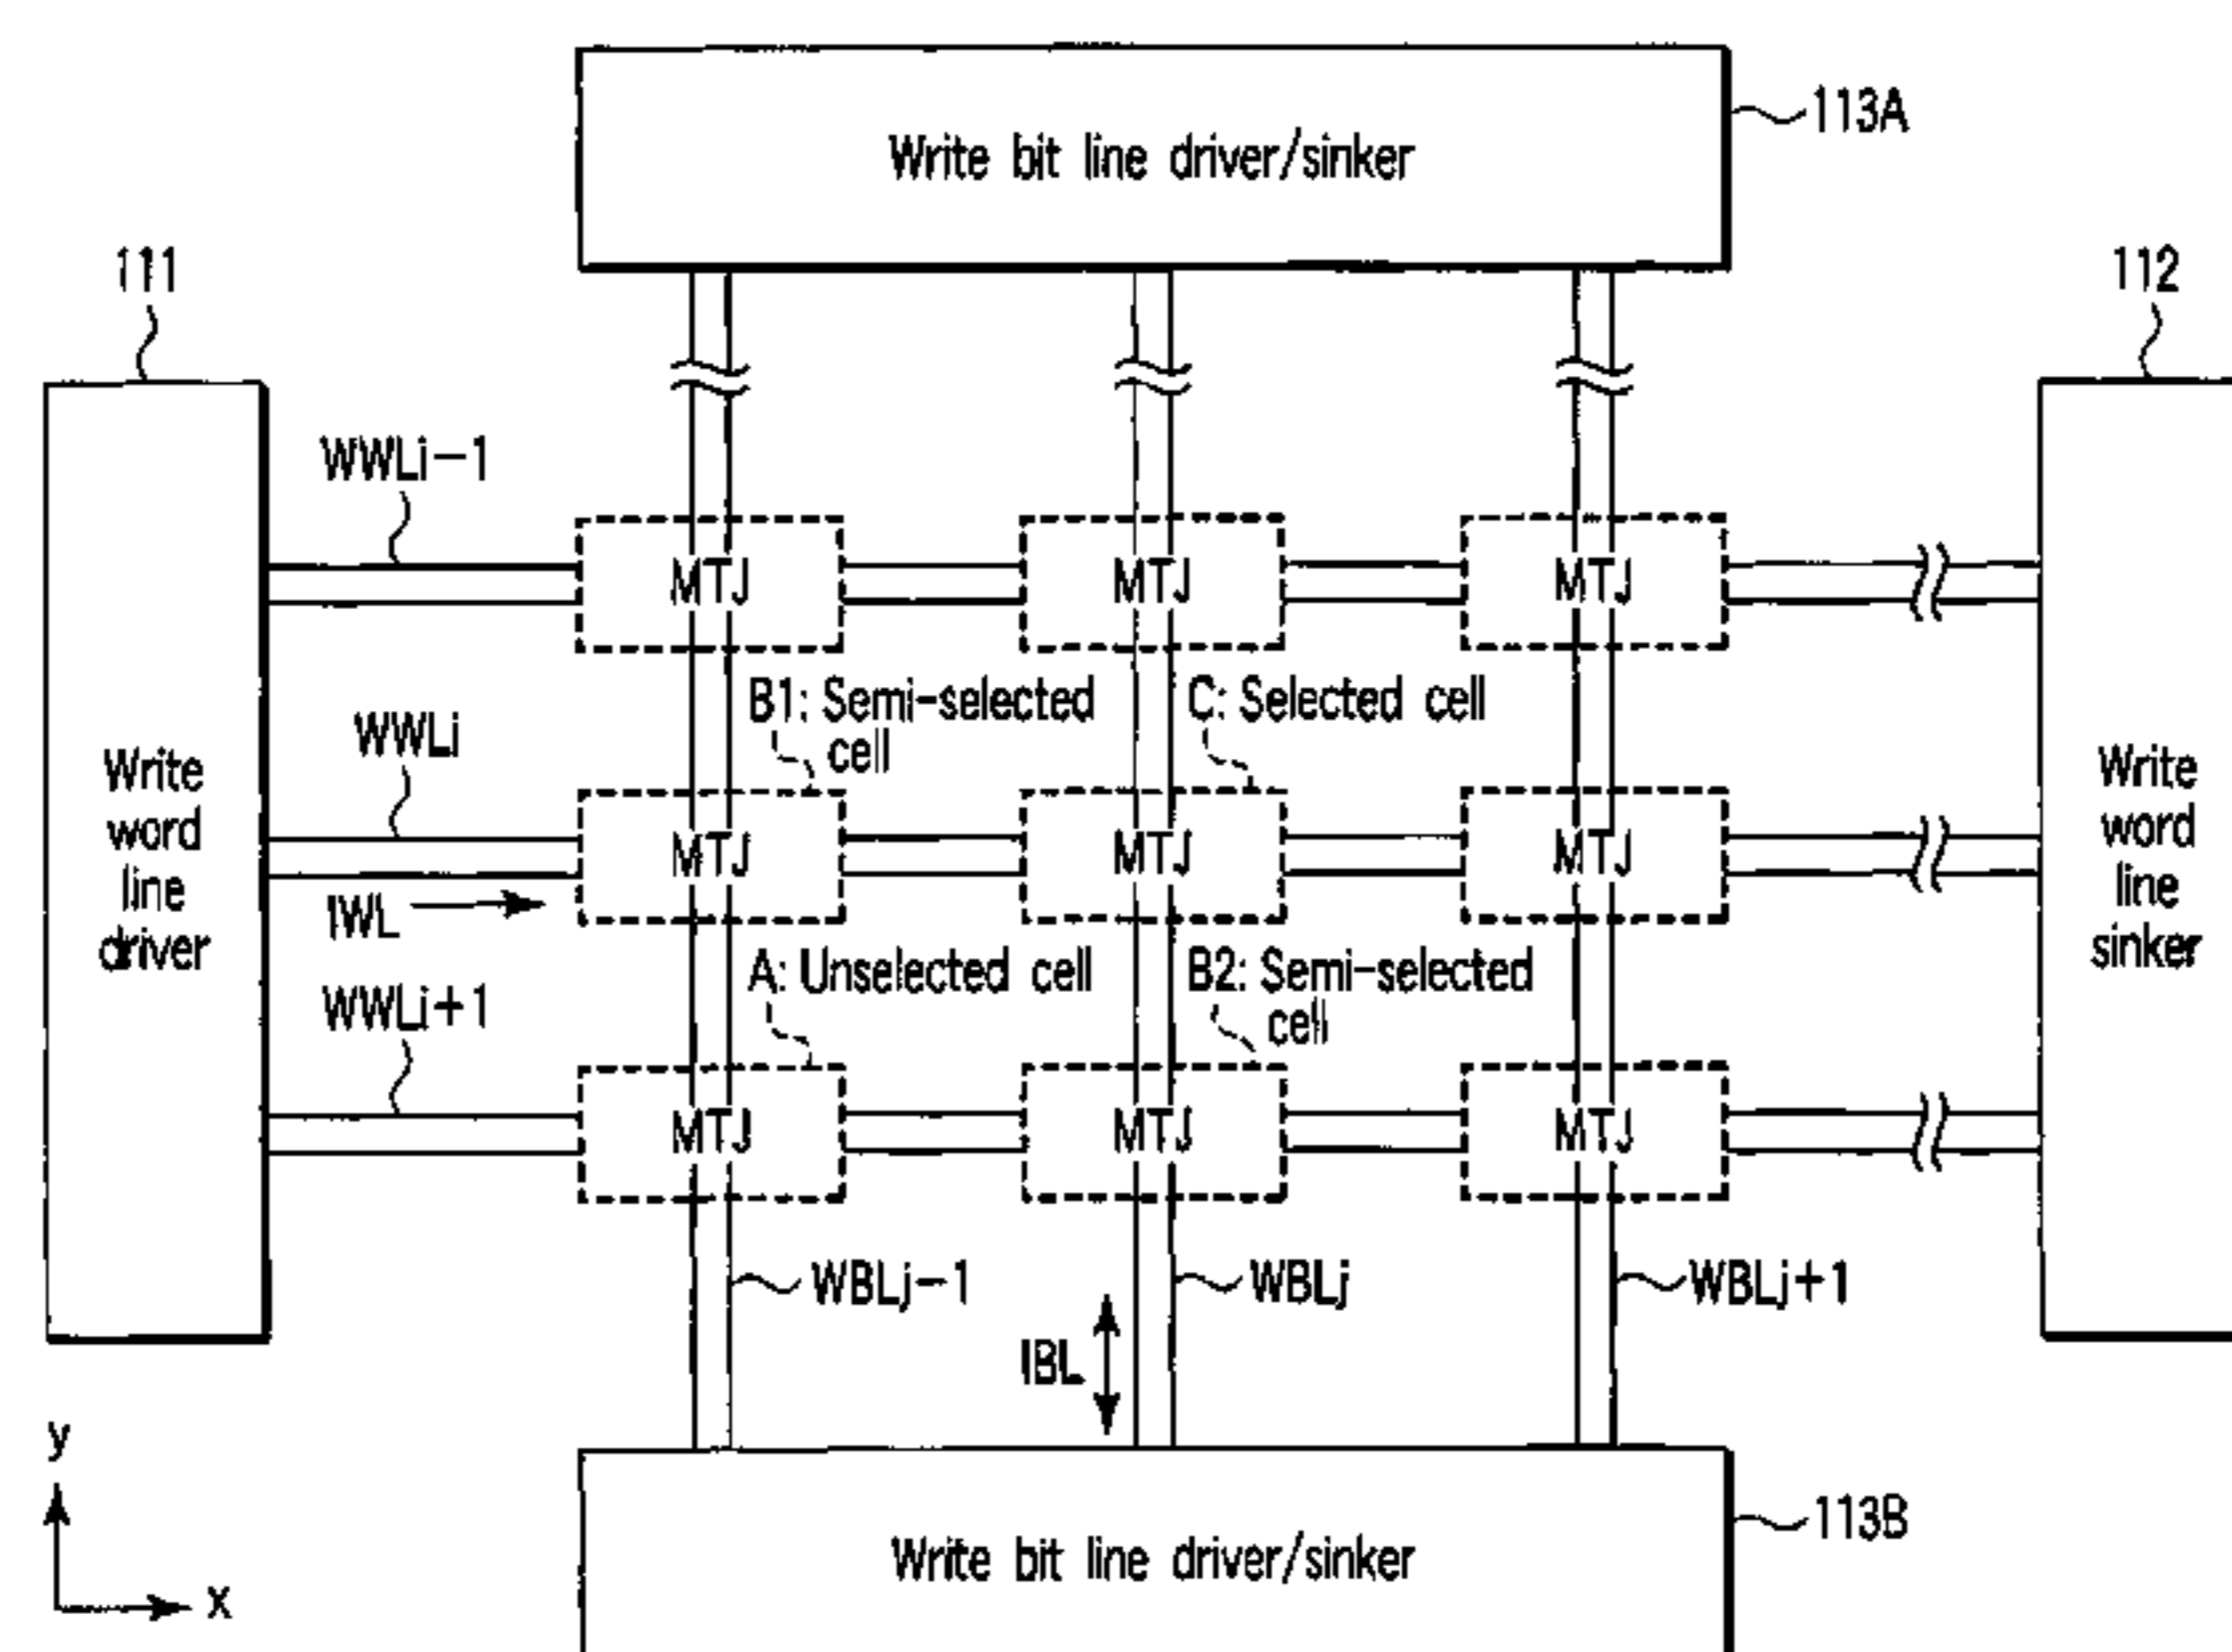 Write bit line driver/sinker
113A
111
112
WWLi-1
MTJ MTJ MTJ
B1: Semi-selected
cell
C: Selected cell
WWLi
Write
word
line
driver
MTJ MTJ MTJ
Write
word
line
sinker
IWL
A: Unselected cell
B2: Semi-selected
cell
WWLi+1
MTJ MTJ MTJ
WBLj-1
WBLj
WBLj+1
IBL
y
x
Write bit line driver/sinker
113B